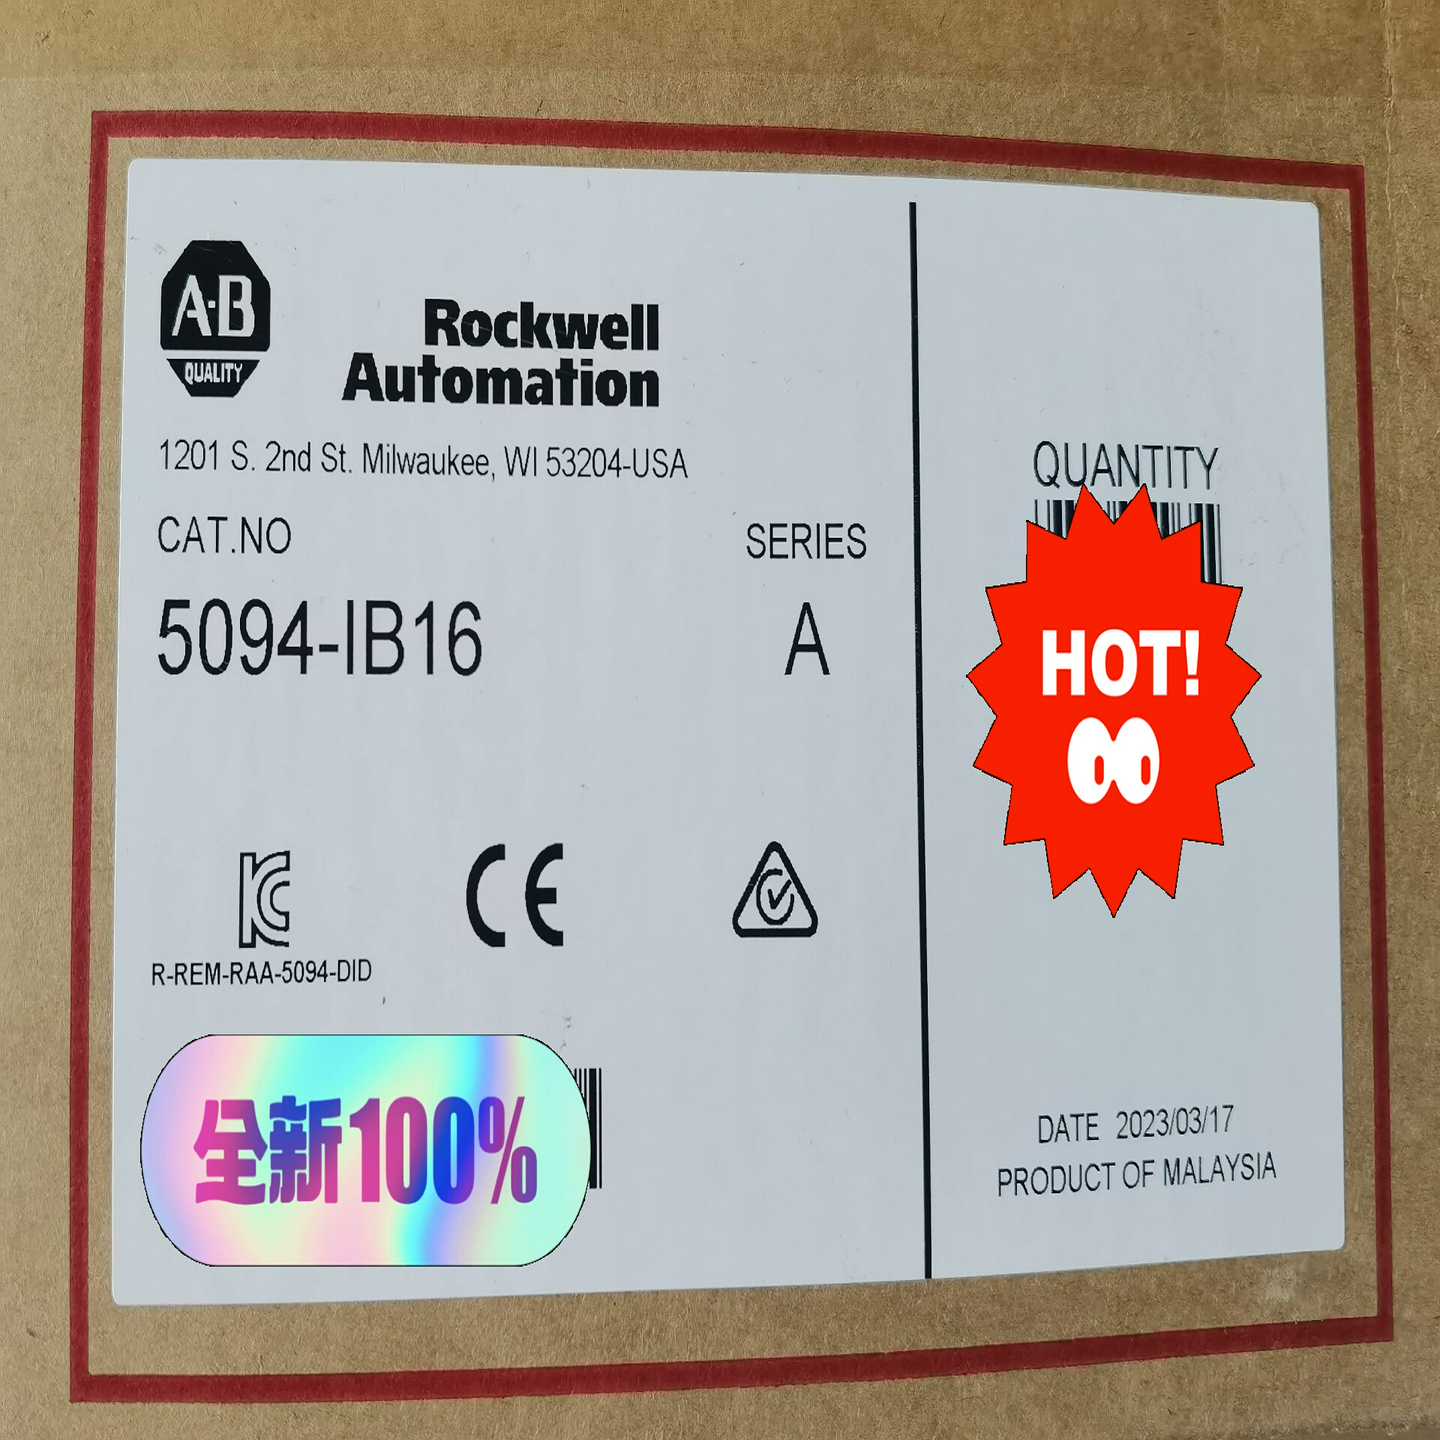 A-B
QUALITY
Rockwell
Automation
1201 S. 2nd St. Milwaukee, WI 53204-USA
CAT.NO
SERIES
5094-IB16
A
R-REM-RAA-5094-DID
全新100%
QUANTITY
HOT!
DATE 2023/03/17
PRODUCT OF MALAYSIA